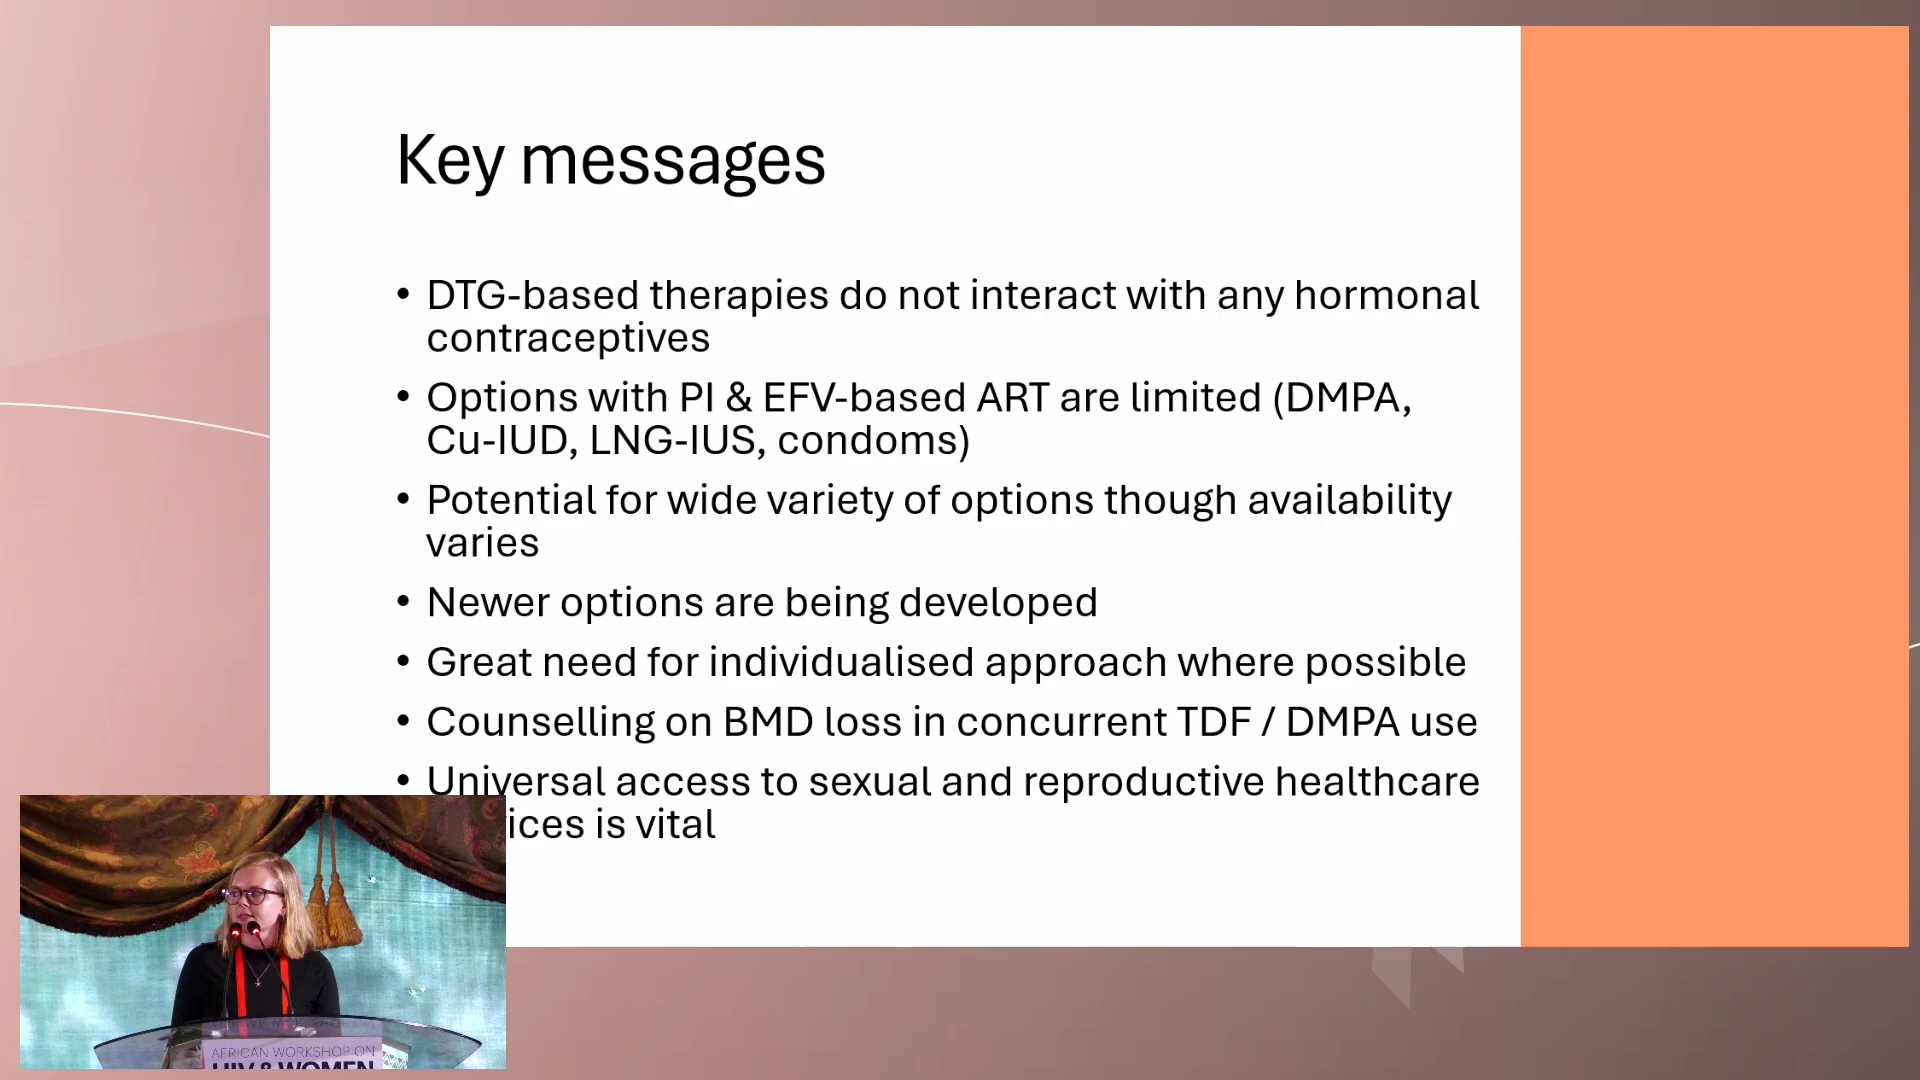 Key messages
• DTG-based therapies do not interact with any hormonal
contraceptives
• Options with PI & EFV-based ART are limited (DMPA,
Cu-IUD, LNG-IUS, condoms)
• Potential for wide variety of options though availability
varies
• Newer options are being developed
• Great need for individualised approach where possible
• Counselling on BMD loss in concurrent TDF / DMPA use
• Universal access to sexual and reproductive healthcare
is vital
AFRICAN WORKSHOP ON
HIV & WOMEN